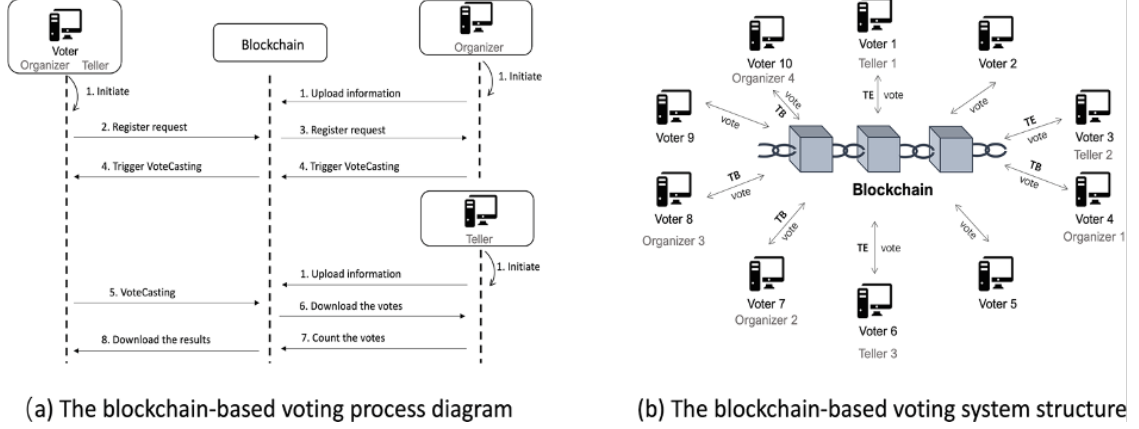 Voter
Organizer Teller
Blockchain
Organizer
1. Initiate
1. Initiate
1. Upload information
2. Register request
3. Register request
4. Trigger VoteCasting
4. Trigger VoteCasting
Teller
1. Initiate
1. Upload information
5. VoteCasting
6. Download the votes
7. Count the votes
8. Download the results
(a) The blockchain-based voting process diagram
Voter 1
Teller 1
TE vote
Voter 2
vote
Voter 3
Teller 2
TE
vote
Voter 4
Organizer 1
TB
vote
Voter 5
vote
Voter 6
Teller 3
TE vote
Voter 7
Organizer 2
TB
vote
Voter 8
Organizer 3
TB
vote
Voter 9
vote
Voter 10
Organizer 4
vote
TB
Blockchain
(b) The blockchain-based voting system structure